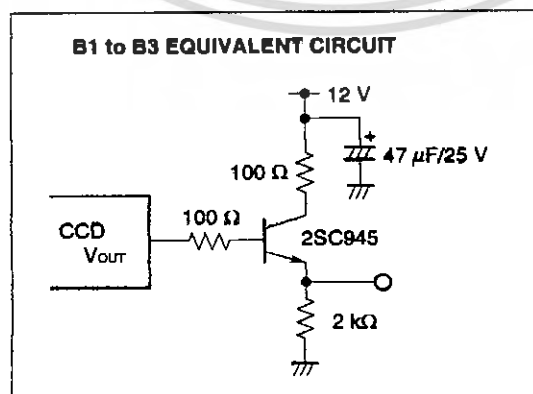 B1 to B3 EQUIVALENT CIRCUIT
12 V
+
47 µF/25 V
100 Ω
100 Ω
CCD
VOUT
2SC945
2 kΩ